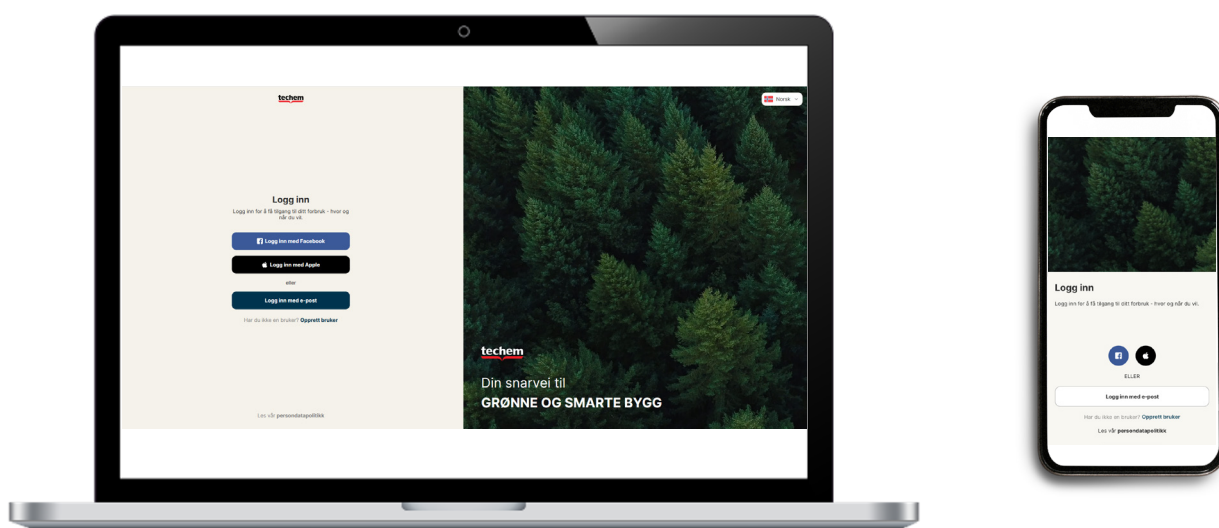 techem
Norsk
Logg inn
Logg inn for å få tilgang til ditt forbruk - hvor og
når du vil.
Logg inn med Facebook
Logg inn med Apple
eller
Logg inn med e-post
Har du ikke en bruker? Opprett bruker
Les vår persondatapolitikk
techem
Din snarvei til
GRØNNE OG SMARTE BYGG
Logg inn
Logg inn for å få tilgang til ditt forbruk - hvor og når du vil.
ELLER
Logg inn med e-post
Har du ikke en bruker? Opprett bruker
Les vår persondatapolitikk